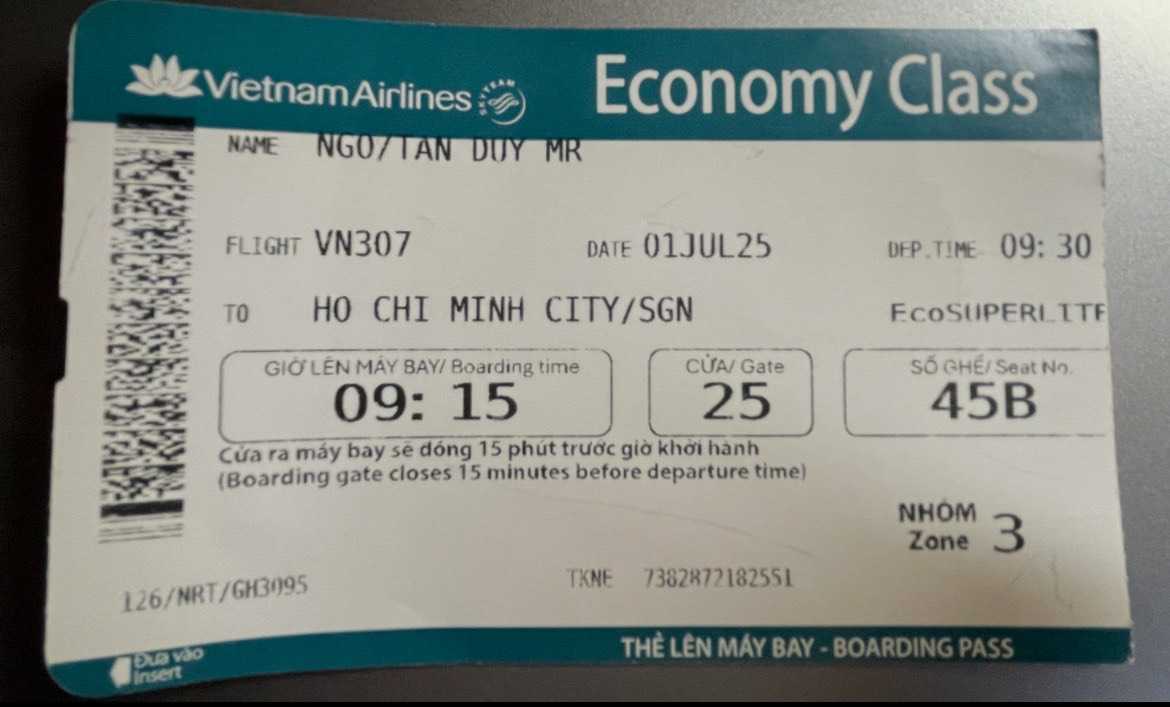 Vietnam Airlines SKYTEAM Economy Class
NAME NGO/TAN DUY MR
FLIGHT VN307 DATE 01JUL25 DEP.TIME 09: 30
TO HO CHI MINH CITY/SGN EcoSUPERLITE
GIỜ LÊN MÁY BAY/ Boarding time CỬA/ Gate SỐ GHẾ/ Seat No.
09: 15 25 45B
Cửa ra máy bay sẽ đóng 15 phút trước giờ khởi hành
(Boarding gate closes 15 minutes before departure time)
NHÓM
Zone 3
TKNE 7382872182551
126/NRT/GH3095
Đưa vào
Insert
THẺ LÊN MÁY BAY - BOARDING PASS